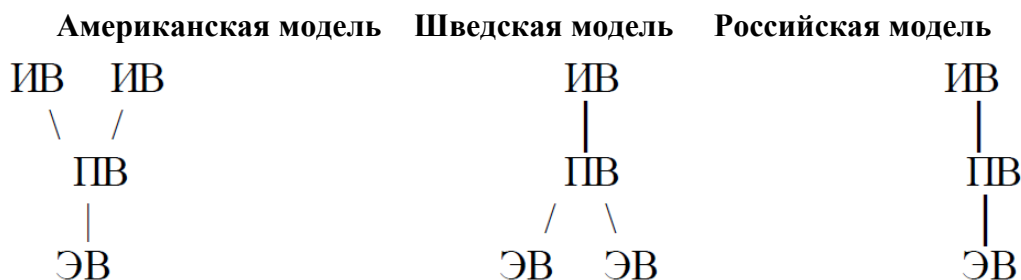 Американская модель Шведская модель Российская модель
ИВ ИВ ИВ ИВ
ПВ ПВ ПВ
ЭВ ЭВ ЭВ ЭВ